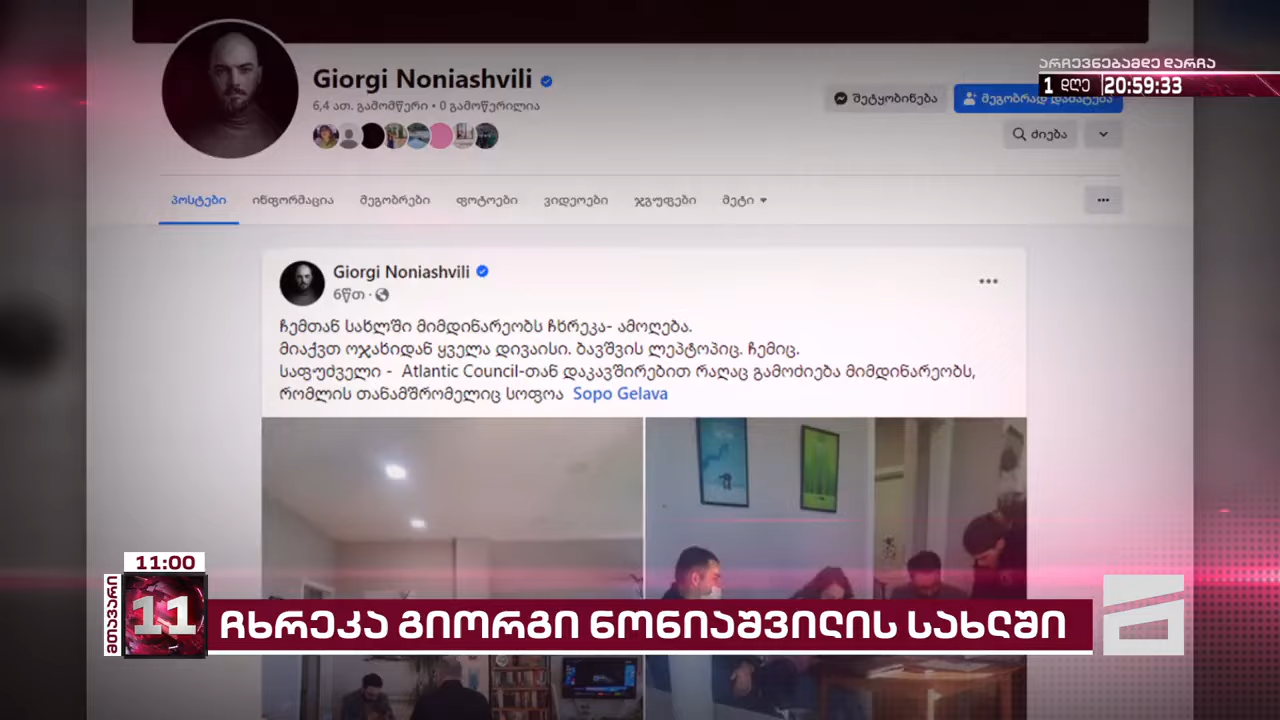 Giorgi Noniashvili
6,4 ათ. გამომწერი • 0 გამოწერილია
შეტყობინება
მეგობრად დამატება
ძიება
არჩევნებამდე დარჩა
1 დღე 20:59:33
პოსტები ინფორმაცია მეგობრები ფოტოები ვიდეოები ჯგუფები მეტი
Giorgi Noniashvili
6წთ
ჩემთან სახლში მიმდინარეობს ჩხრეკა- ამოღება.
მიაქვთ ოჯახიდან ყველა დივაისი. ბავშვის ლეპტოპიც. ჩემიც.
საფუძველი - Atlantic Council-თან დაკავშირებით რაღაც გამოძიება მიმდინარეობს,
რომლის თანამშრომელიც სოფოა Sopo Gelava
11:00
მთავარი
11
ჩხრეკა გიორგი ნონიაშვილის სახლში